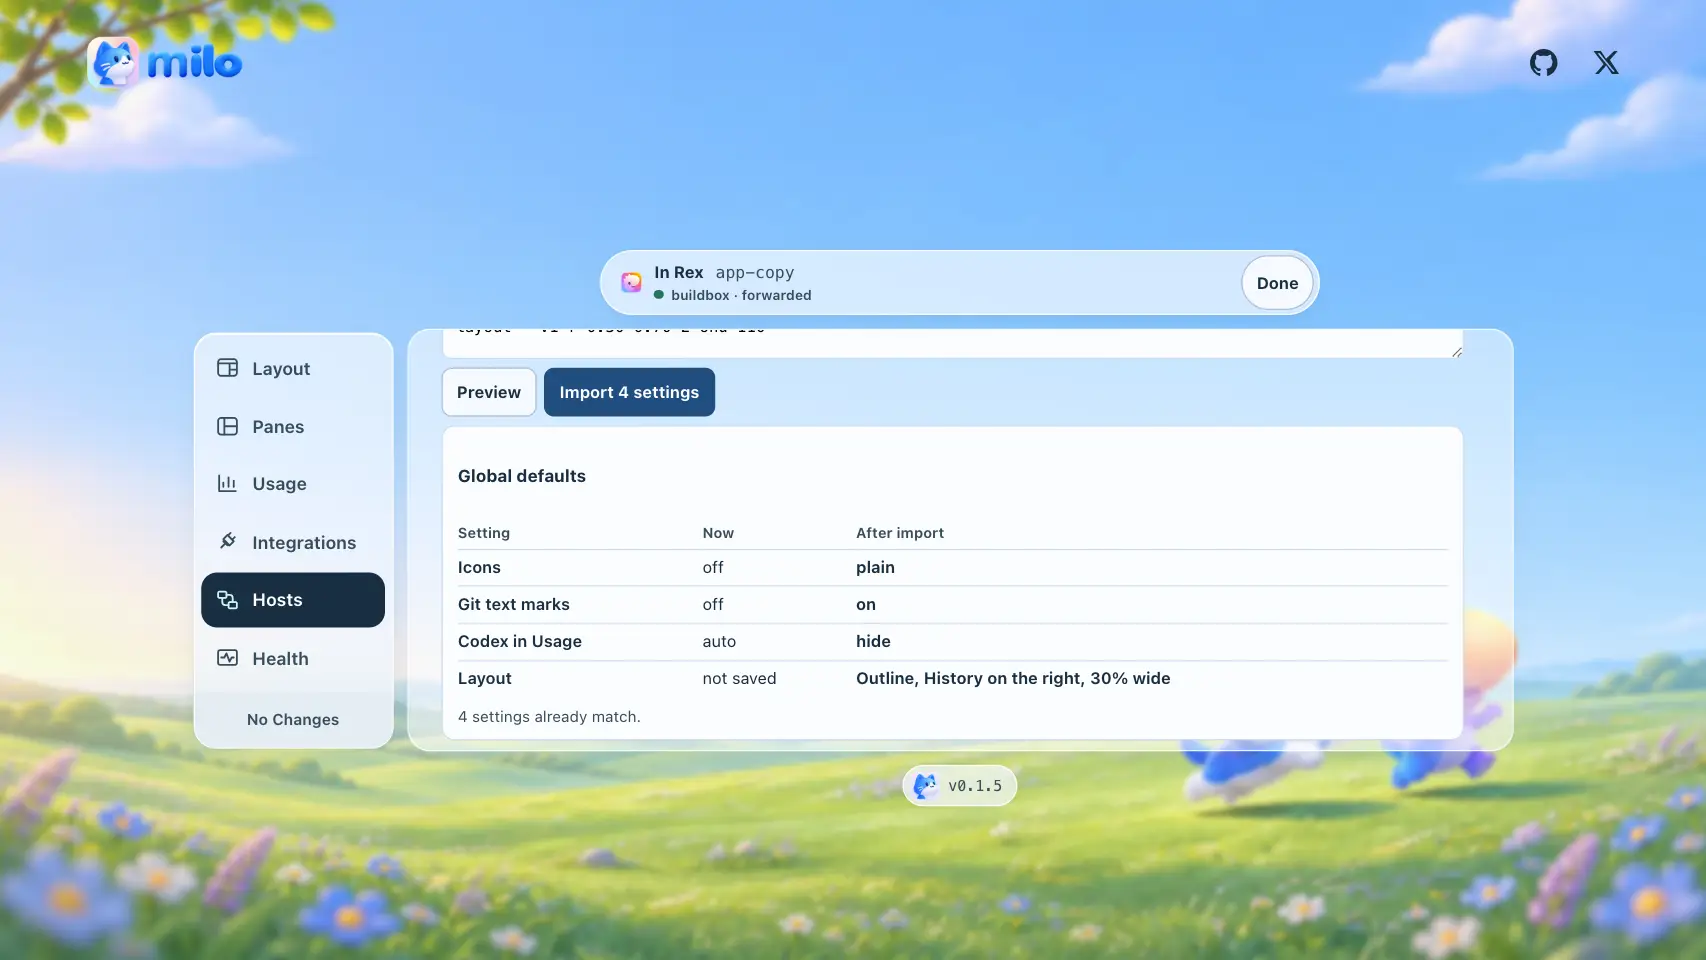 milo
In Rex app-copy
buildbox · forwarded
Done
Layout
Panes
Usage
Integrations
Hosts
Health
No Changes
Preview
Import 4 settings
Global defaults
Setting Now After import
Icons off plain
Git text marks off on
Codex in Usage auto hide
Layout not saved Outline, History on the right, 30% wide
4 settings already match.
v0.1.5